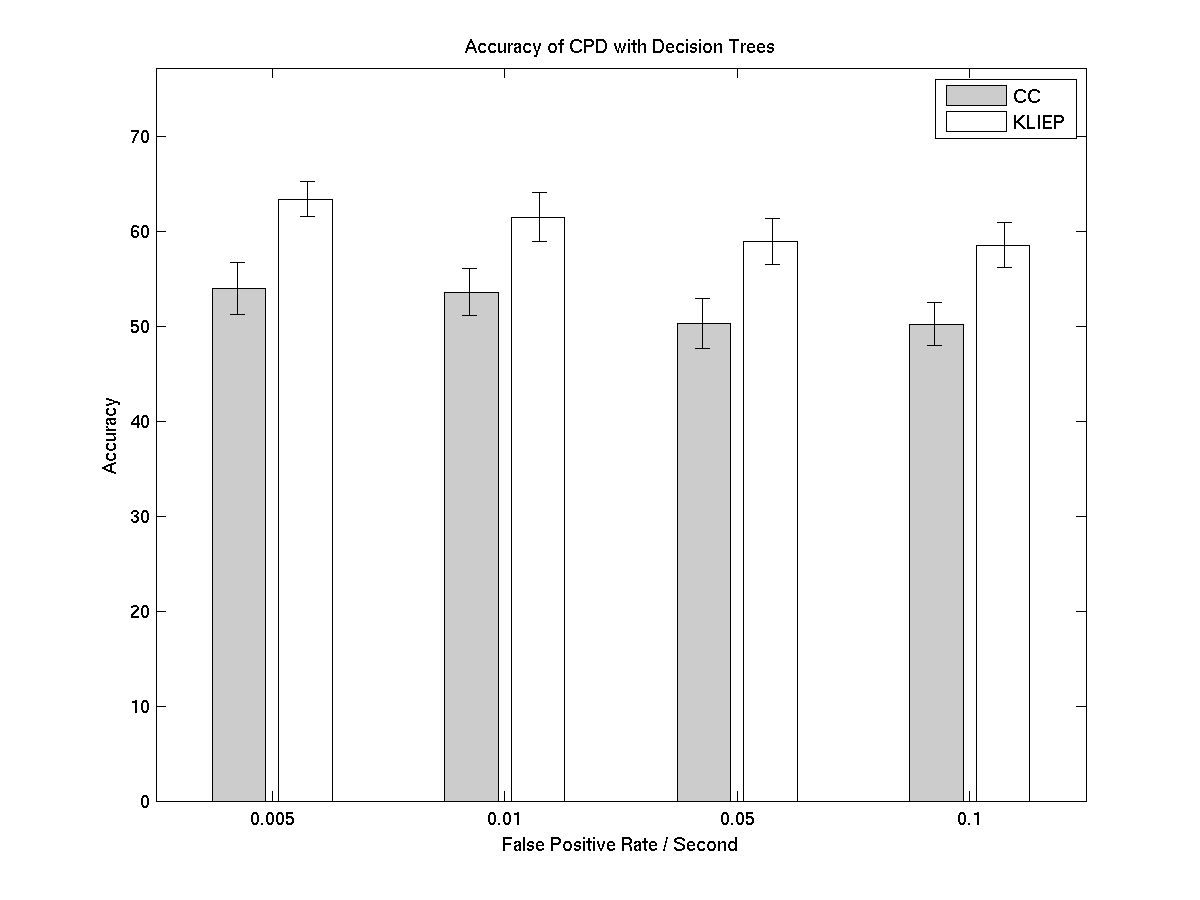 Accuracy of CPD with Decision Trees
CC
KLIEP
70
60
50
40
30
20
10
0
Accuracy
0.005
0.01
0.05
0.1
False Positive Rate / Second